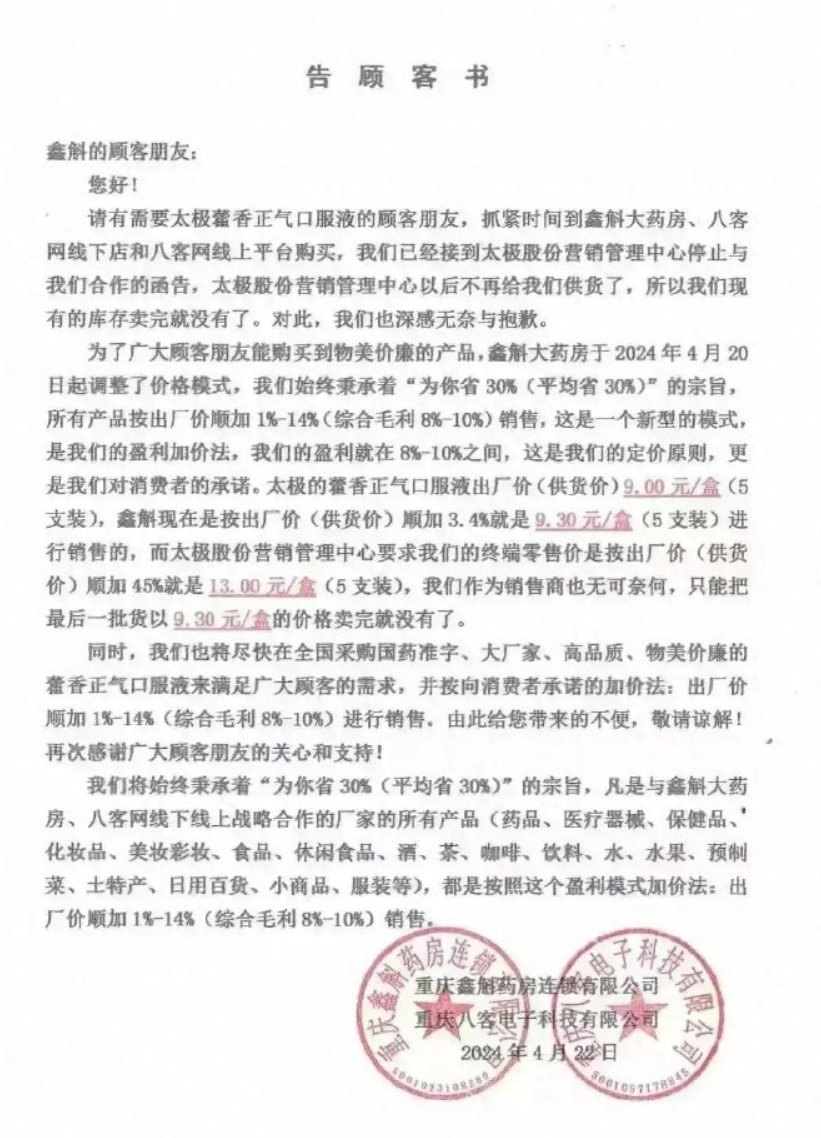 告 顾 客 书
鑫斛的顾客朋友：
您好！
请有需要太极藿香正气口服液的顾客朋友，抓紧时间到鑫斛大药房、八客
网线下店和八客网线上平台购买，我们已经接到太极股份营销管理中心停止与
我们合作的函告，太极股份营销管理中心以后不再给我们供货了，所以我们现
有的库存卖完就没有了。对此，我们也深感无奈与抱歉。
为了广大顾客朋友能购买到物美价廉的产品，鑫斛大药房于 2024 年 4 月 20
日起调整了价格模式，我们始终秉承着“为你省 30%（平均省 30%）”的宗旨，
所有产品按出厂价顺加 1%-14%（综合毛利 8%-10%）销售，这是一个新型的模式，
是我们的盈利加价法，我们的盈利就在 8%-10%之间，这是我们的定价原则，更
是我们对消费者的承诺。太极的藿香正气口服液出厂价（供货价）9.00 元/盒（5
支装），鑫斛现在是按出厂价（供货价）顺加 3.4%就是 9.30 元/盒（5 支装）进
行销售的，而太极股份营销管理中心要求我们的终端零售价是按出厂价（供货
价）顺加 45%就是 13.00 元/盒（5 支装），我们作为销售商也无可奈何，只能把
最后一批货以 9.30 元/盒的价格卖完就没有了。
同时，我们也将尽快在全国采购国药准字、大厂家、高品质、物美价廉的
藿香正气口服液来满足广大顾客的需求，并按向消费者承诺的加价法：出厂价
顺加 1%-14%（综合毛利 8%-10%）进行销售。由此给您带来的不便，敬请谅解！
再次感谢广大顾客朋友的关心和支持！
我们将始终秉承着“为你省 30%（平均省 30%）”的宗旨，凡是与鑫斛大药
房、八客网线下线上战略合作的厂家的所有产品（药品、医疗器械、保健品、
化妆品、美妆彩妆、食品、休闲食品、酒、茶、咖啡、饮料、水、水果、预制
菜、土特产、日用百货、小商品、服装等），都是按照这个盈利模式加价法：出
厂价顺加 1%-14%（综合毛利 8%-10%）销售。
重庆鑫斛药房连锁有限公司
重庆八客电子科技有限公司
2024 年 4 月 22 日
重庆鑫斛药房连锁有限公司
重庆八客电子科技有限公司
5001057178845